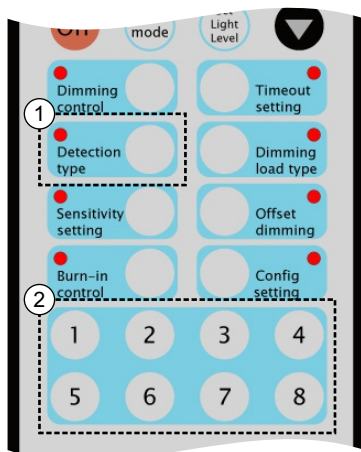 mode
Light
Level
Dimming
control
Timeout
setting
1
Detection
type
Dimming
load type
Sensitivity
setting
Offset
dimming
Burn-in
control
Config
setting
2
1 2 3 4
5 6 7 8